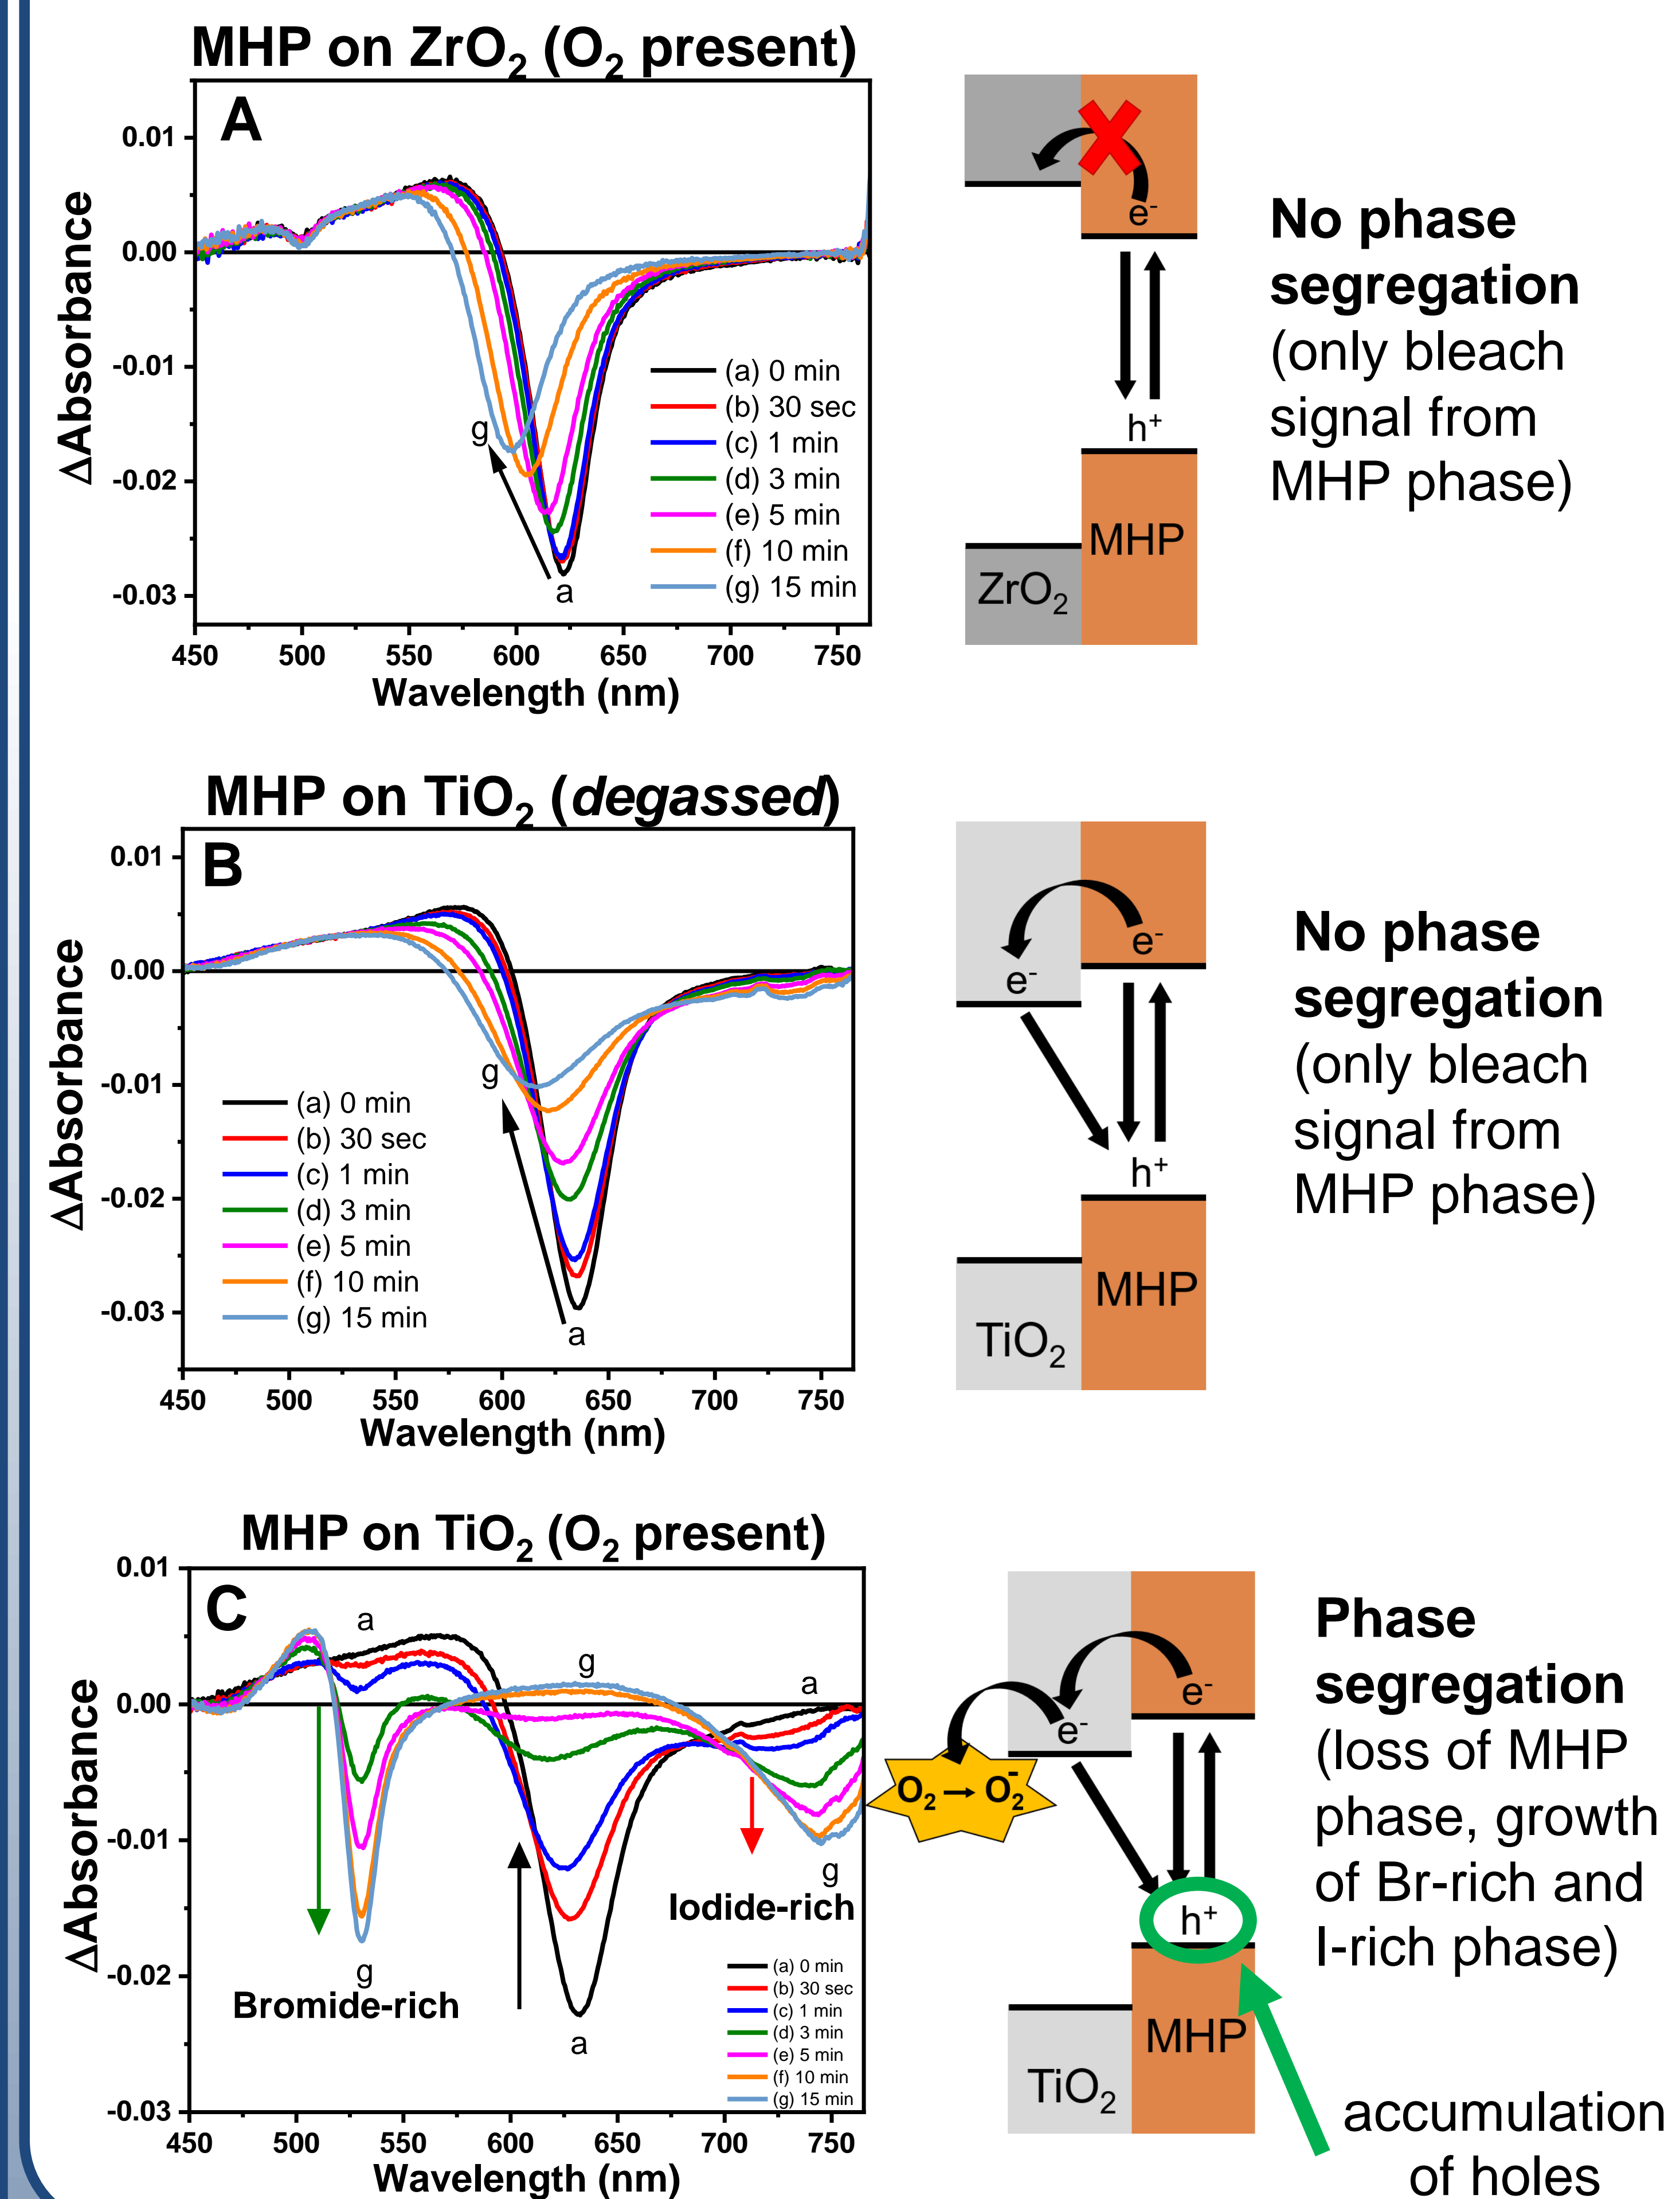 MHP on ZrO₂ (O₂ present)
A
0.01
0.00
-0.01
-0.02
-0.03
ΔAbsorbance
g
a
(a) 0 min
(b) 30 sec
(c) 1 min
(d) 3 min
(e) 5 min
(f) 10 min
(g) 15 min
450 500 550 600 650 700 750
Wavelength (nm)
e⁻
h⁺
MHP
ZrO₂
No phase
segregation
(only bleach
signal from
MHP phase)
MHP on TiO₂ (degassed)
B
0.01
0.00
-0.01
-0.02
-0.03
ΔAbsorbance
g
a
(a) 0 min
(b) 30 sec
(c) 1 min
(d) 3 min
(e) 5 min
(f) 10 min
(g) 15 min
450 500 550 600 650 700 750
Wavelength (nm)
e⁻
e⁻
h⁺
MHP
TiO₂
No phase
segregation
(only bleach
signal from
MHP phase)
MHP on TiO₂ (O₂ present)
C
0.01
0.00
-0.01
-0.02
-0.03
ΔAbsorbance
a
g
a
g
Iodide-rich
g
Bromide-rich
a
(a) 0 min
(b) 30 sec
(c) 1 min
(d) 3 min
(e) 5 min
(f) 10 min
(g) 15 min
450 500 550 600 650 700 750
Wavelength (nm)
e⁻
e⁻
O₂ → O₂⁻
h⁺
MHP
TiO₂
Phase
segregation
(loss of MHP
phase, growth
of Br-rich and
I-rich phase)
accumulation
of holes